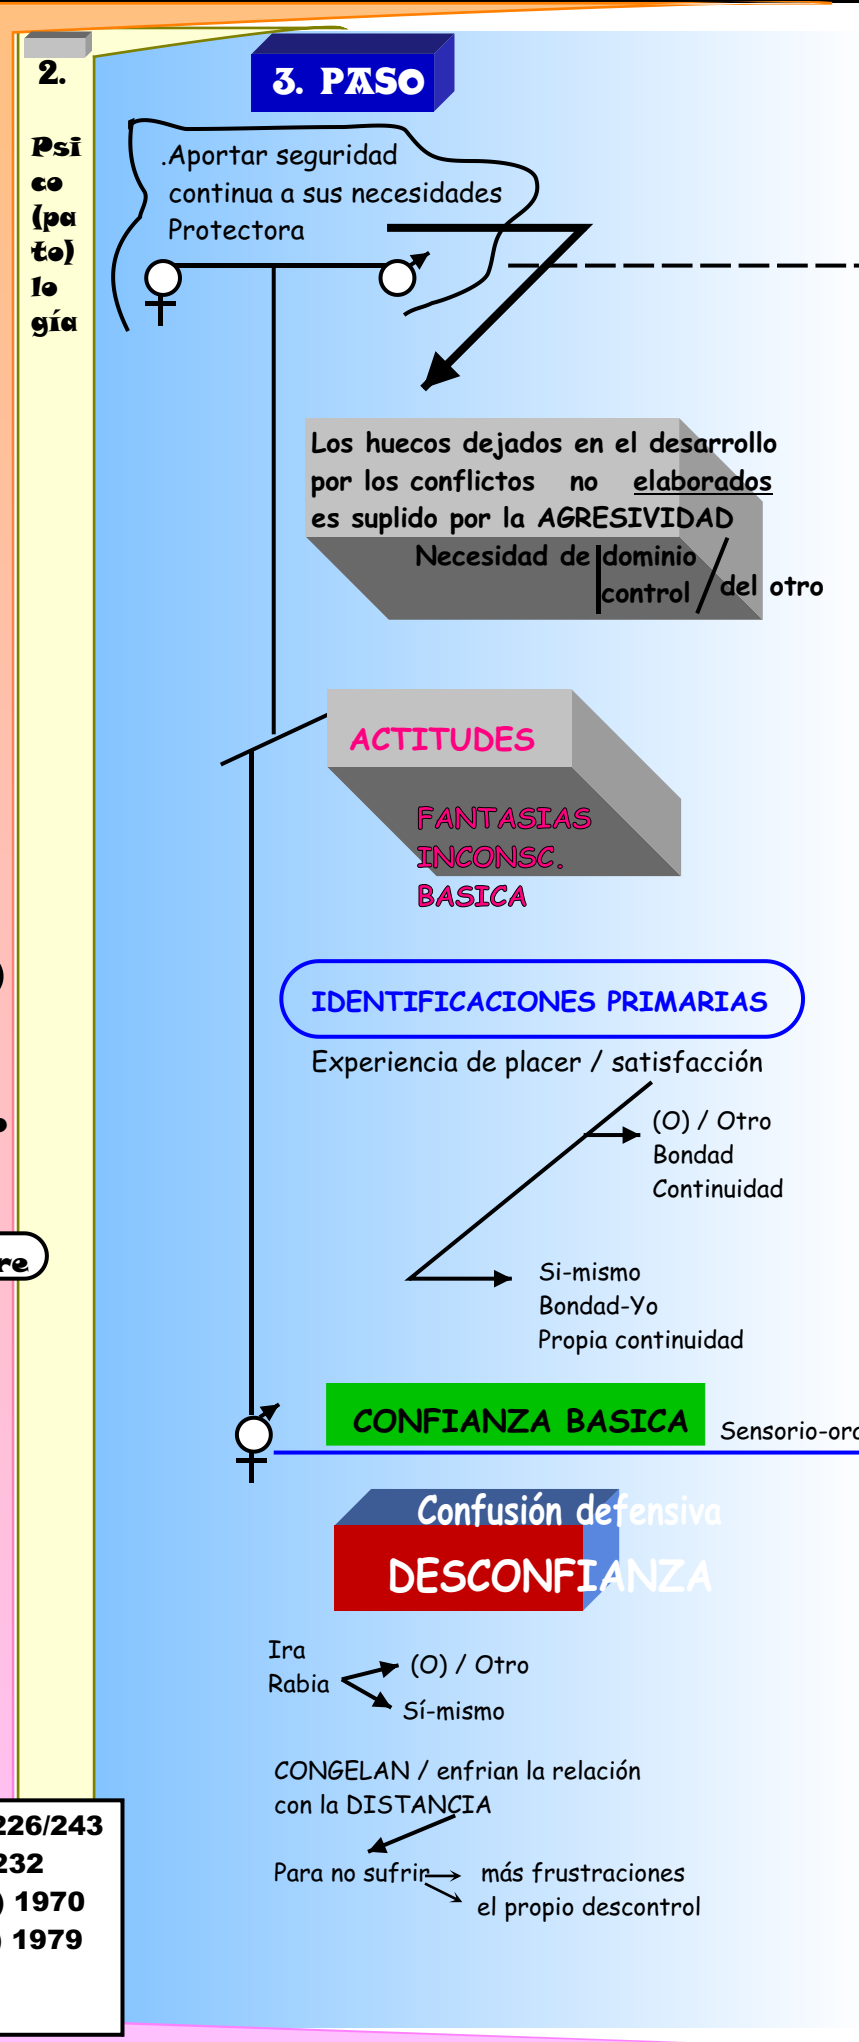 2.
Psi
co
(pa
to)
lo
gía
3. PASO
.Aportar seguridad
continua a sus necesidades
Protectora
Los huecos dejados en el desarrollo
por los conflictos no elaborados
es suplido por la AGRESIVIDAD
Necesidad de dominio
control / del otro
ACTITUDES
FANTASIAS
INCONSC.
BASICA
IDENTIFICACIONES PRIMARIAS
Experiencia de placer / satisfacción
(O) / Otro
Bondad
Continuidad
Si-mismo
Bondad-Yo
Propia continuidad
CONFIANZA BASICA
Sensorio-ora
Confusión defensiva
DESCONFIANZA
Ira
Rabia
(O) / Otro
Sí-mismo
CONGELAN / enfrian la relación
con la DISTANCIA
Para no sufrir
más frustraciones
el propio descontrol
re
226/243
232
) 1970
) 1979